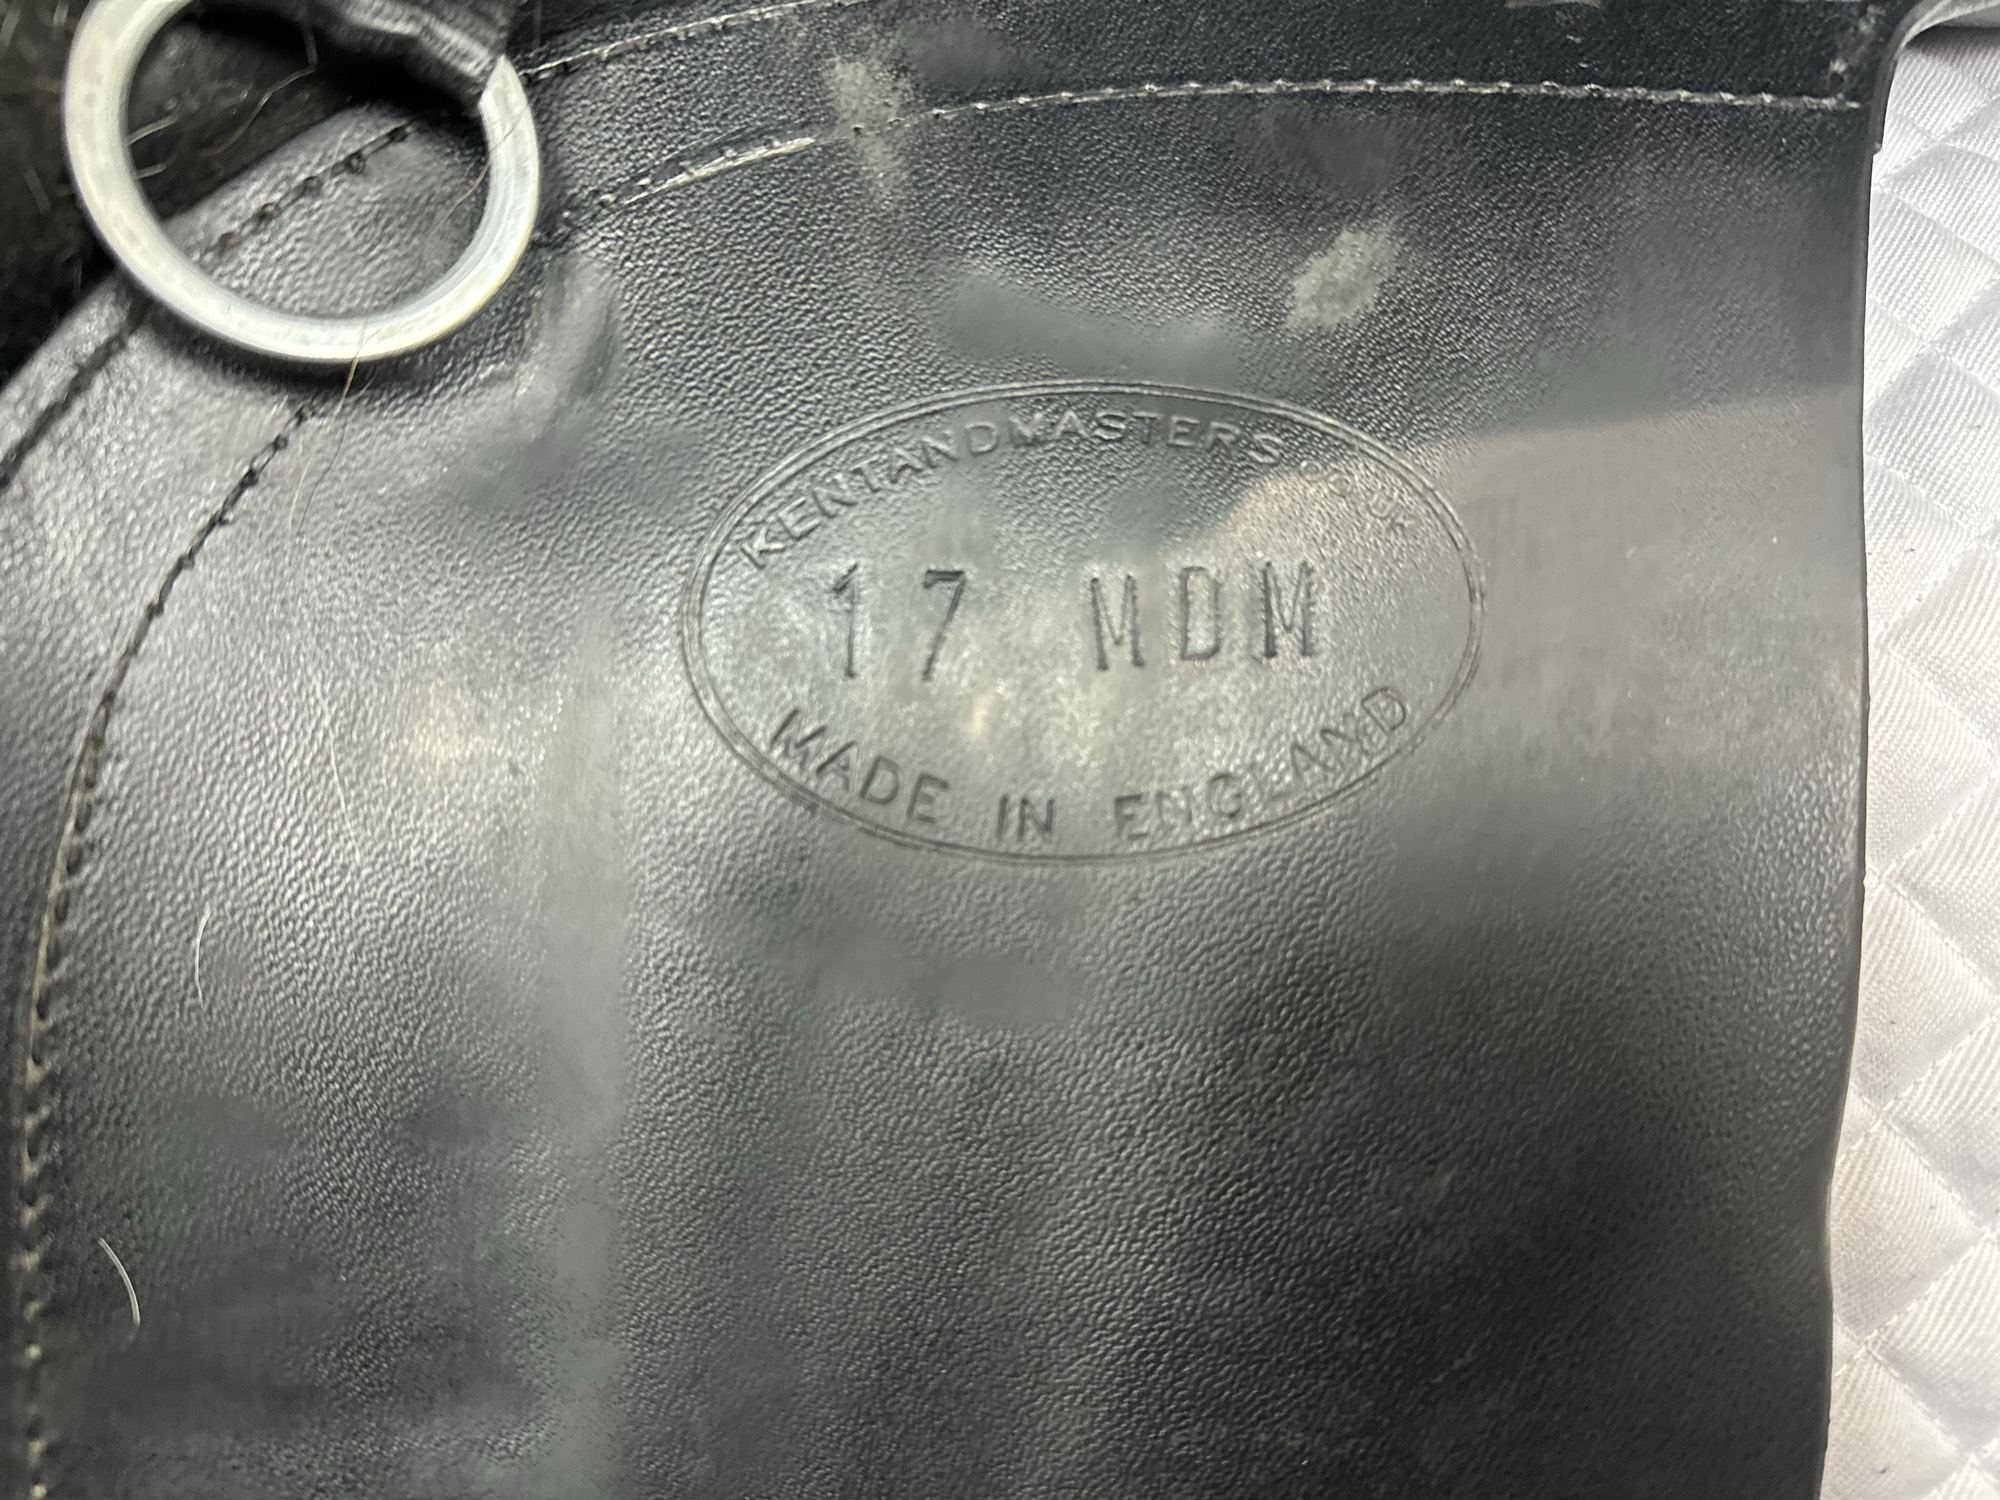 KENTANDMASTERS.CO.UK
17 MDM
MADE IN ENGLAND